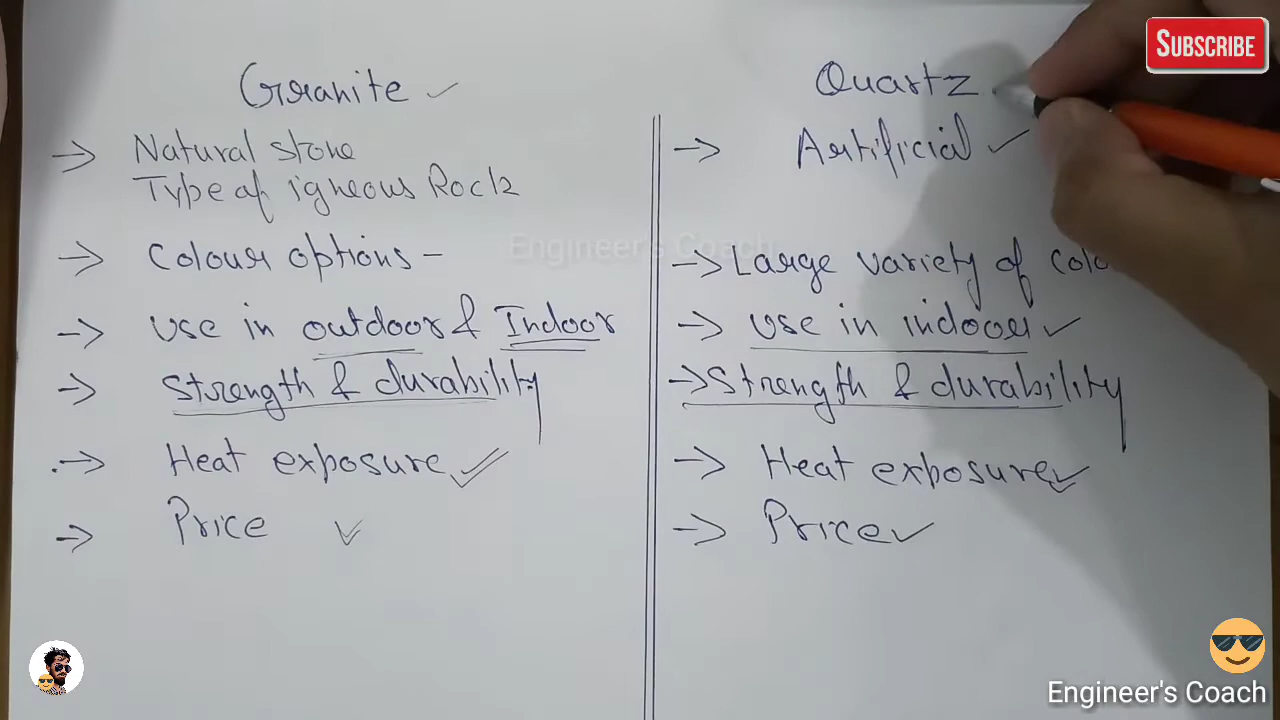 SUBSCRIBE
Granite ✓
→ Natural stone
Type of igneous Rock
→ Colour options –
→ Use in outdoor & Indoor
→ Strength & durability
→ Heat exposure ✓
→ Price ✓
Quartz
→ Artificial ✓
→ Large variety of colo
→ Use in indoor ✓
→ Strength & durability
→ Heat exposure ✓
→ Price ✓
Engineer's Coach
Engineer's Coach